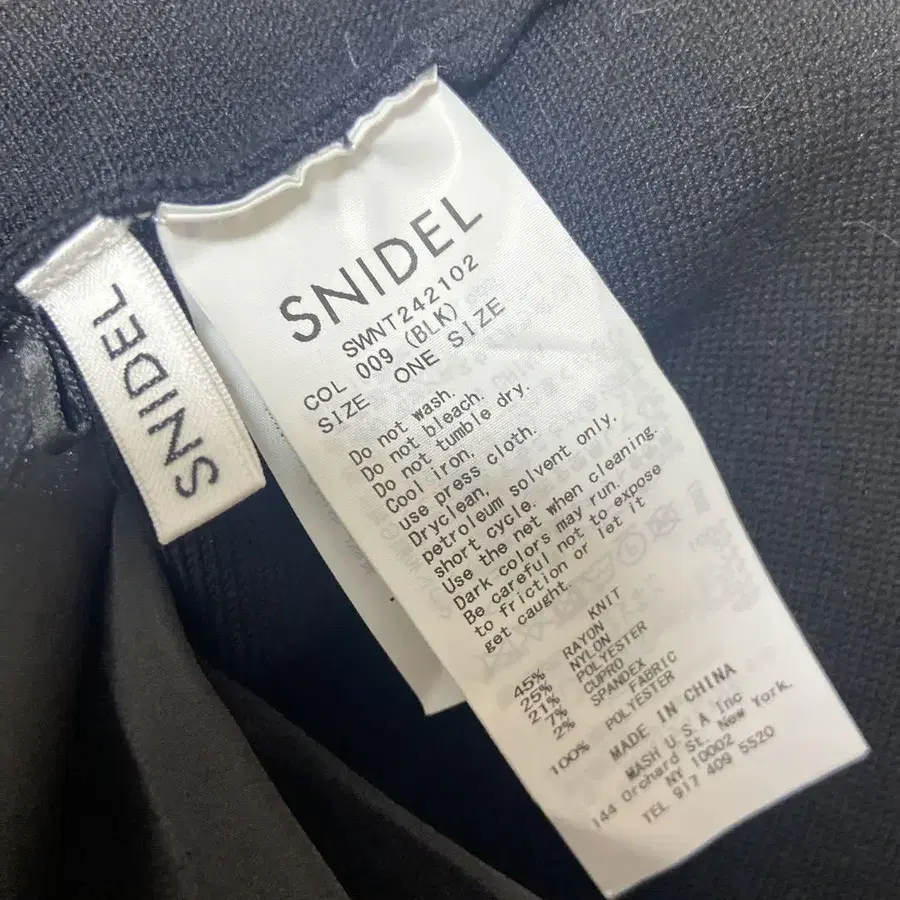 SNIDEL
SNIDEL
SWNT242102
COL 009 (BLK)
SIZE ONE SIZE
Do not wash.
Do not bleach.
Do not tumble dry.
Cool iron,
use press cloth.
Dryclean,
petroleum solvent only.
short cycle.
Use the net when cleaning.
Dark colors may run.
Be careful not to expose
to friction or let it
get caught.
KNIT
45% RAYON
25% NYLON
21% POLYESTER
7% CUPRO
2% SPANDEX
FABRIC
100% POLYESTER
MADE IN CHINA
MASH U.S.A Inc
144 Orchard St. New York.
NY 10002
TEL 917 409 5520